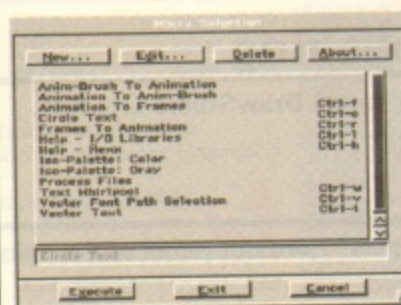 Macro Selection
New... Edit... Delete About...
Anim-Brush To Animation
Animation To Anim-Brush
Animation To Frames Ctrl-f
Circle Text Ctrl-c
Frames To Animation Ctrl-r
Help - I/O Libraries Ctrl-l
Help - Rexx Ctrl-h
Iso-Palette: Color
Iso-Palette: Gray
Process Files
Text Whirlpool Ctrl-w
Vector Font Path Selection Ctrl-v
Vector Text Ctrl-t
Circle Text
Execute Exit Cancel